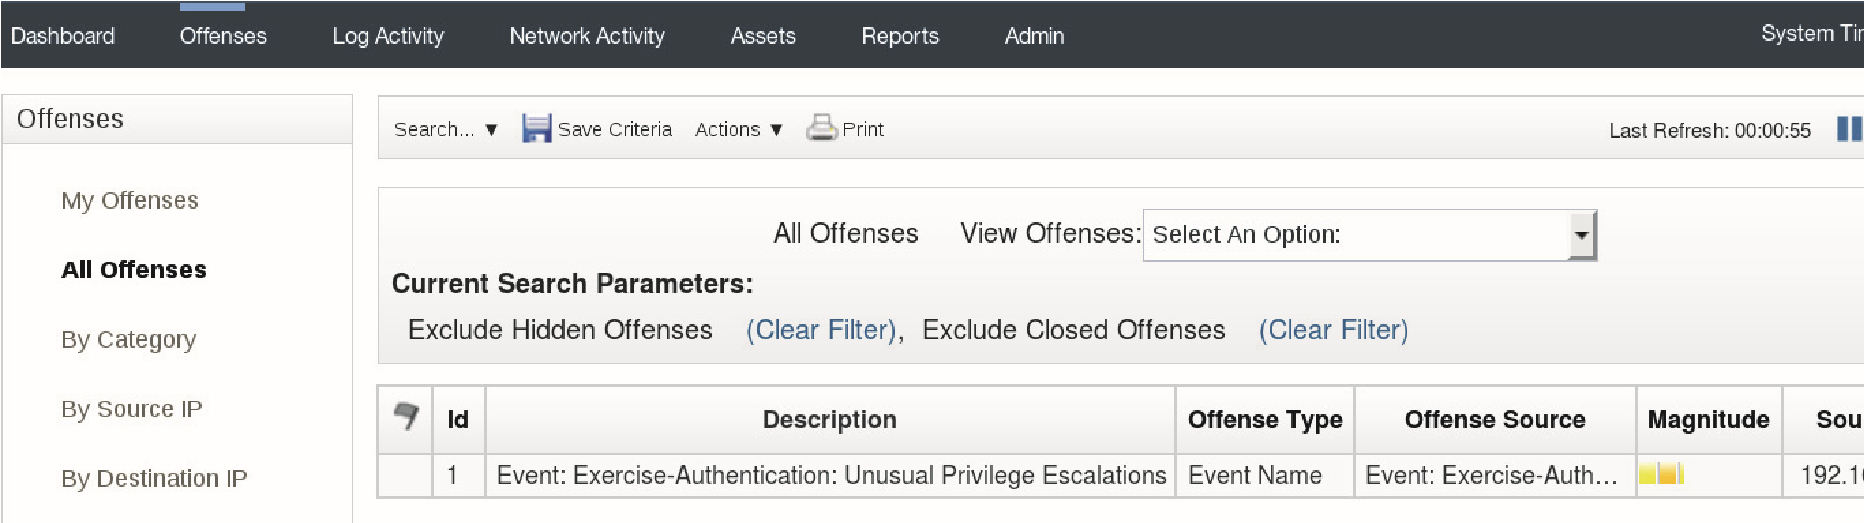 Dashboard Offenses Log Activity Network Activity Assets Reports Admin System Tir
Offenses
My Offenses
All Offenses
By Category
By Source IP
By Destination IP
Search... ▼ Save Criteria Actions ▼ Print Last Refresh: 00:00:55
All Offenses View Offenses: Select An Option:
Current Search Parameters:
Exclude Hidden Offenses (Clear Filter), Exclude Closed Offenses (Clear Filter)
Id Description Offense Type Offense Source Magnitude Sou
1 Event: Exercise-Authentication: Unusual Privilege Escalations Event Name Event: Exercise-Auth... 192.1